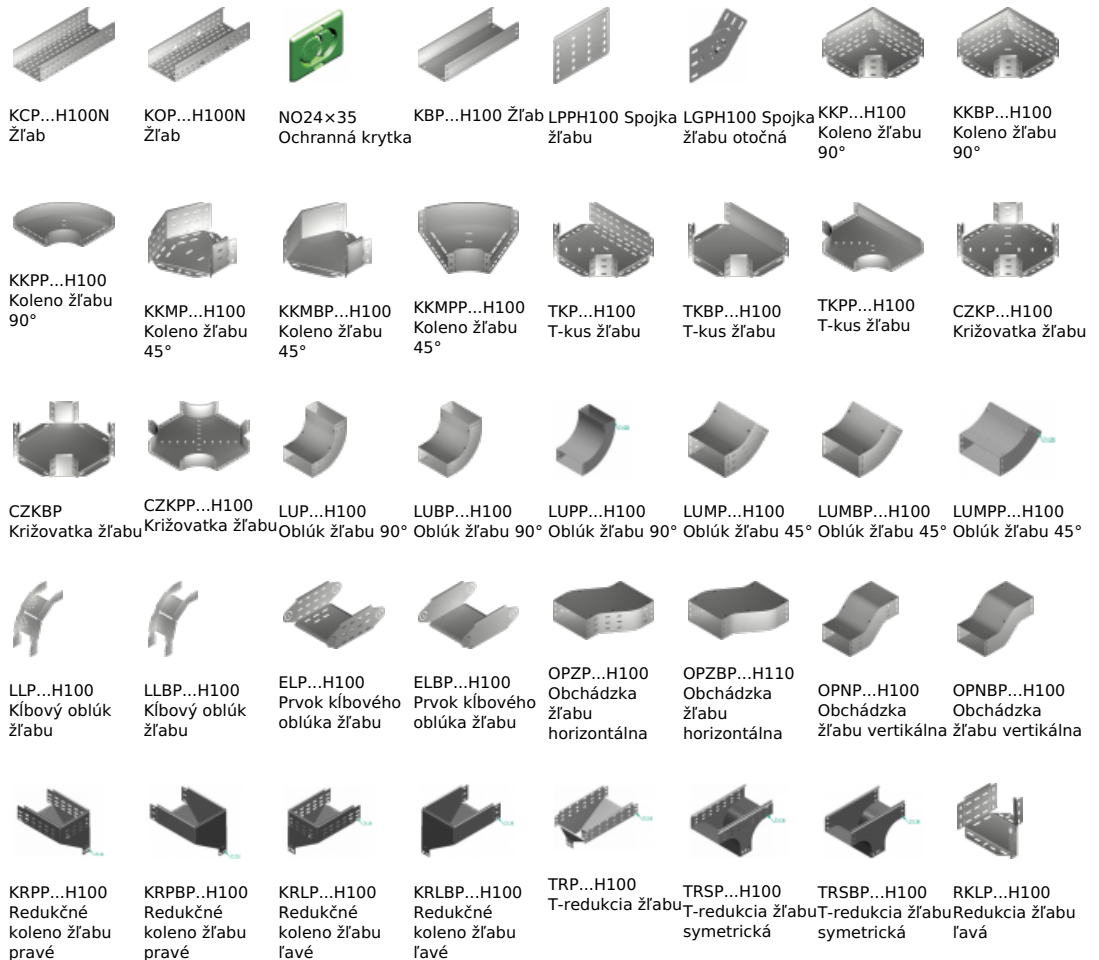 KCP...H100N
Žľab
KOP...H100N
Žľab
NO24×35
Ochranná krytka
KBP...H100 Žľab
LPPH100 Spojka
žľabu
LGPH100 Spojka
žľabu otočná
KKP...H100
Koleno žľabu
90°
KKBP...H100
Koleno žľabu
90°
KKPP...H100
Koleno žľabu
90°
KKMP...H100
Koleno žľabu
45°
KKMBP...H100
Koleno žľabu
45°
KKMPP...H100
Koleno žľabu
45°
TKP...H100
T-kus žľabu
TKBP...H100
T-kus žľabu
TKPP...H100
T-kus žľabu
CZKP...H100
Križovatka žľabu
CZKBP
Križovatka žľabu
CZKPP...H100
Križovatka žľabu
LUP...H100
Oblúk žľabu 90°
LUBP...H100
Oblúk žľabu 90°
LUPP...H100
Oblúk žľabu 90°
LUMP...H100
Oblúk žľabu 45°
LUMBP...H100
Oblúk žľabu 45°
LUMPP...H100
Oblúk žľabu 45°
LLP...H100
Kĺbový oblúk
žľabu
LLBP...H100
Kĺbový oblúk
žľabu
ELP...H100
Prvok kĺbového
oblúka žľabu
ELBP...H100
Prvok kĺbového
oblúka žľabu
OPZP...H100
Obchádzka
žľabu
horizontálna
OPZBP...H110
Obchádzka
žľabu
horizontálna
OPNP...H100
Obchádzka
žľabu vertikálna
OPNBP...H100
Obchádzka
žľabu vertikálna
KRPP...H100
Redukčné
koleno žľabu
pravé
KRPBP..H100
Redukčné
koleno žľabu
pravé
KRLP...H100
Redukčné
koleno žľabu
ľavé
KRLBP...H100
Redukčné
koleno žľabu
ľavé
TRP...H100
T-redukcia žľabu
TRSP...H100
T-redukcia žľabu
symetrická
TRSBP...H100
T-redukcia žľabu
symetrická
RKLP...H100
Redukcia žľabu
ľavá